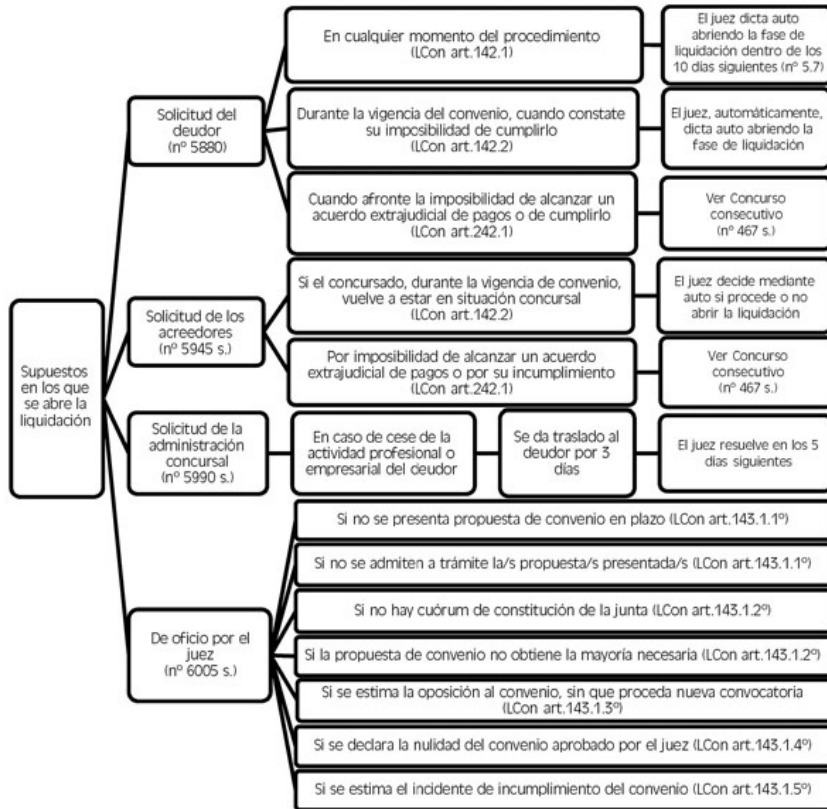 Supuestos
en los que
se abre la
liquidación
Solicitud del
deudor
(nº 5880)
En cualquier momento del procedimiento
(LCon art.142.1)
El juez dicta auto
abriendo la fase de
liquidación dentro de los
10 días siguientes (nº 5.7)
Durante la vigencia del convenio, cuando constate
su imposibilidad de cumplirlo
(LCon art.142.2)
El juez, automáticamente,
dicta auto abriendo la
fase de liquidación
Cuando afronte la imposibilidad de alcanzar un
acuerdo extrajudicial de pagos o de cumplirlo
(LCon art.242.1)
Ver Concurso
consecutivo
(nº 467 s.)
Solicitud de los
acreedores
(nº 5945 s.)
Si el concursado, durante la vigencia de convenio,
vuelve a estar en situación concursal
(LCon art.142.2)
El juez decide mediante
auto si procede o no
abrir la liquidación
Por imposibilidad de alcanzar un acuerdo
extrajudicial de pagos o por su incumplimiento
(LCon art.242.1)
Ver Concurso
consecutivo
(nº 467 s.)
Solicitud de la
administración
concursal
(nº 5990 s.)
En caso de cese de la
actividad profesional o
empresarial del deudor
Se da traslado al
deudor por 3
días
El juez resuelve en los 5
días siguientes
De oficio por el
juez
(nº 6005 s.)
Si no se presenta propuesta de convenio en plazo (LCon art.143.1.1º)
Si no se admiten a trámite la/s propuesta/s presentada/s (LCon art.143.1.1º)
Si no hay cuórum de constitución de la junta (LCon art.143.1.2º)
Si la propuesta de convenio no obtiene la mayoría necesaria (LCon art.143.1.2º)
Si se estima la oposición al convenio, sin que proceda nueva convocatoria
(LCon art.143.1.3º)
Si se declara la nulidad del convenio aprobado por el juez (LCon art.143.1.4º)
Si se estima el incidente de incumplimiento del convenio (LCon art.143.1.5º)